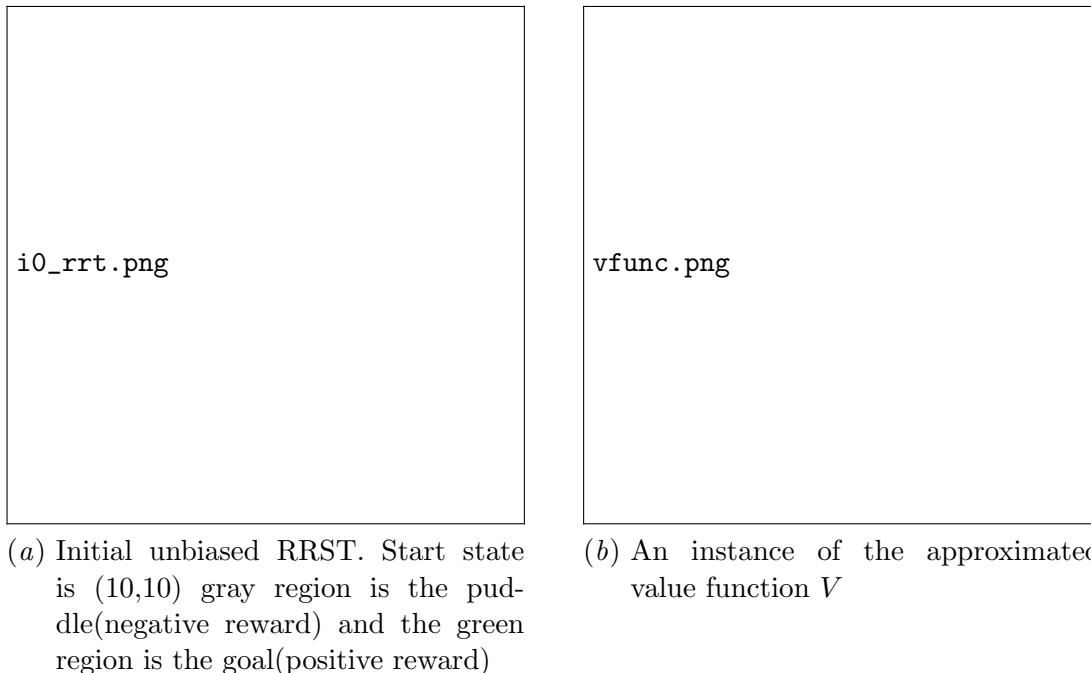 i0_rrt.png
vfunc.png
(a) Initial unbiased RRST. Start state
is (10,10) gray region is the pud-
dle(negative reward) and the green
region is the goal(positive reward)
(b) An instance of the approximated
value function V